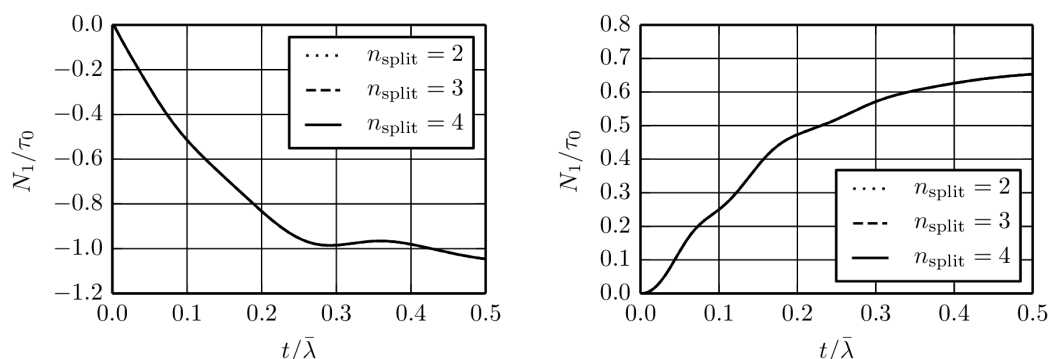 0.0
−0.2
−0.4
−0.6
−0.8
−1.0
−1.2
N₁/τ₀
n_split = 2
n_split = 3
n_split = 4
0.0 0.1 0.2 0.3 0.4 0.5
t/λ̄
0.8
0.7
0.6
0.5
0.4
0.3
0.2
0.1
0.0
N₁/τ₀
n_split = 2
n_split = 3
n_split = 4
0.0 0.1 0.2 0.3 0.4 0.5
t/λ̄